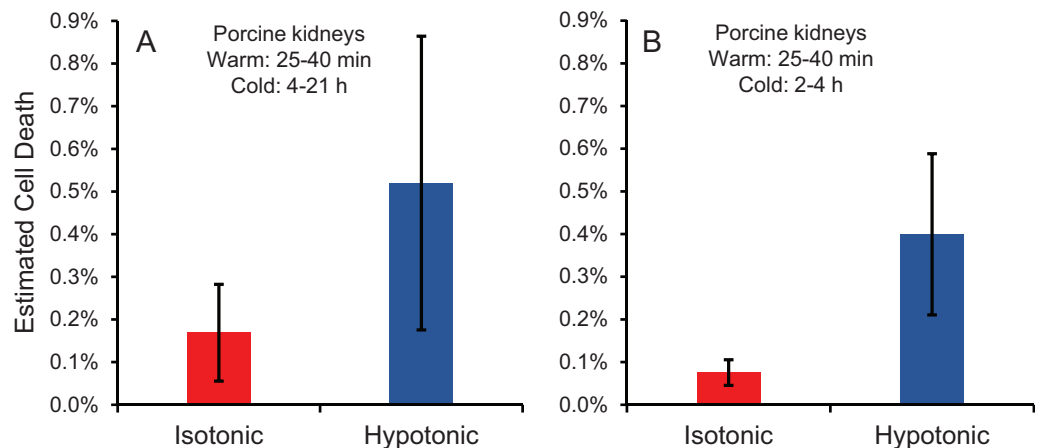 Estimated Cell Death
0.9%
0.8%
0.7%
0.6%
0.5%
0.4%
0.3%
0.2%
0.1%
0.0%
A
Porcine kidneys
Warm: 25-40 min
Cold: 4-21 h
Isotonic
Hypotonic
0.9%
0.8%
0.7%
0.6%
0.5%
0.4%
0.3%
0.2%
0.1%
0.0%
B
Porcine kidneys
Warm: 25-40 min
Cold: 2-4 h
Isotonic
Hypotonic